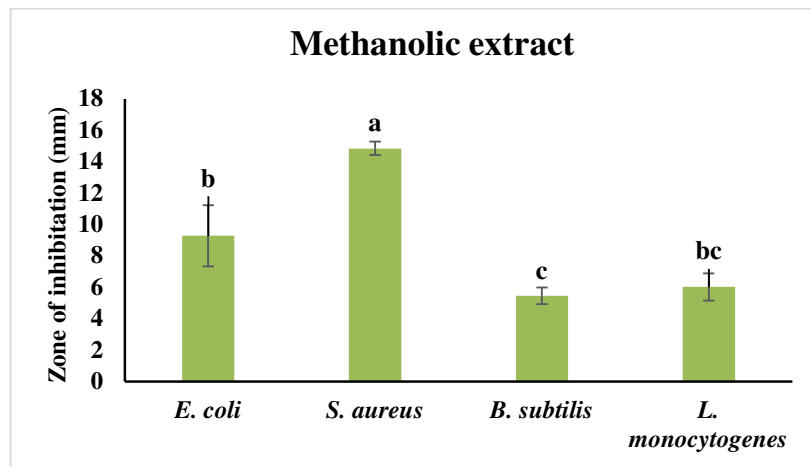 Methanolic extract
Zone of inhibitation (mm)
18
16
14
12
10
8
6
4
2
0
b
a
c
bc
E. coli
S. aureus
B. subtilis
L.
monocytogenes